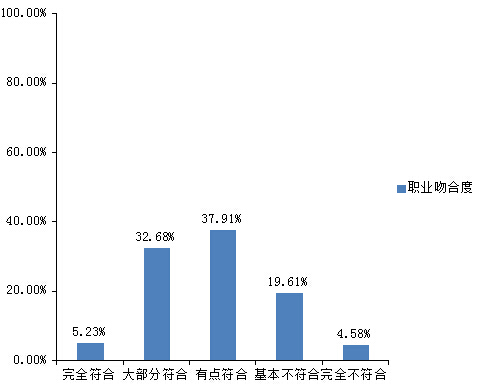 100.00%
80.00%
60.00%
40.00%
20.00%
0.00%
5.23%
32.68%
37.91%
19.61%
4.58%
完全符合
大部分符合
有点符合
基本不符合
完全不符合
职业吻合度